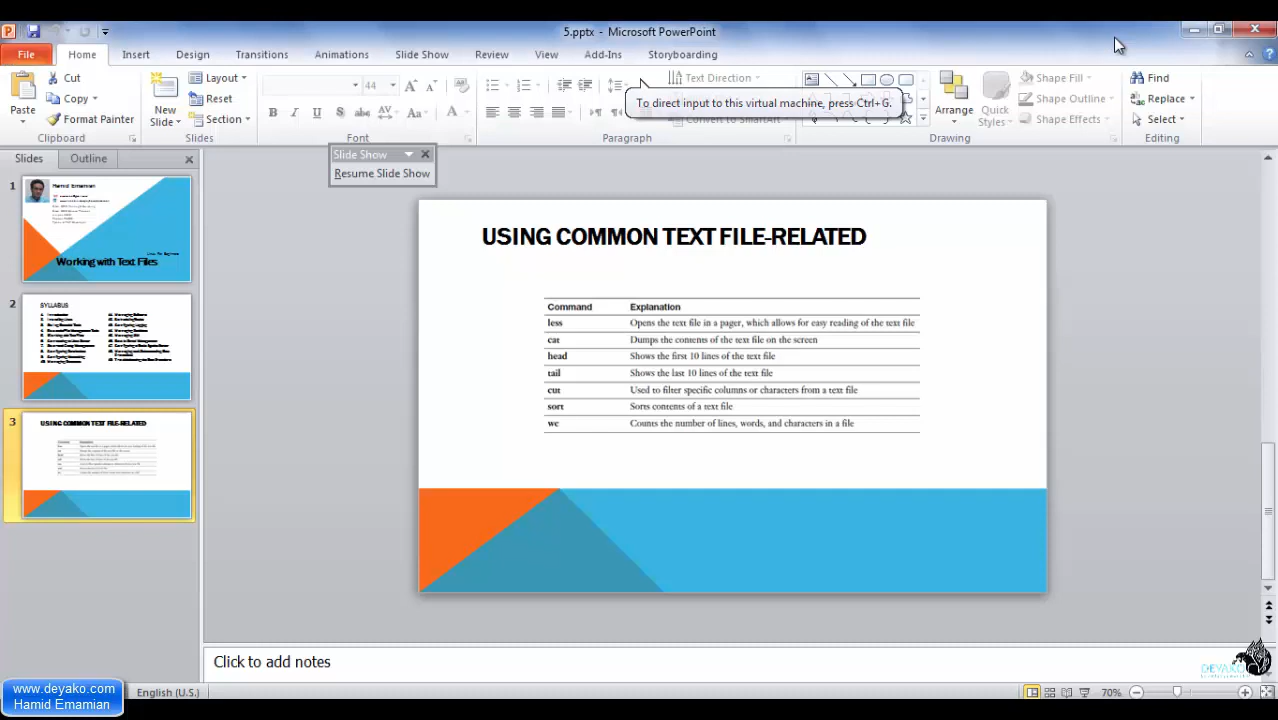 5.pptx - Microsoft PowerPoint
File Home Insert Design Transitions Animations Slide Show Review View Add-Ins Storyboarding
Paste
Cut
Copy
Format Painter
Clipboard
New
Slide
Layout
Reset
Section
Slides
44
Font
Text Direction
To direct input to this virtual machine, press Ctrl+G.
Convert to SmartArt
Paragraph
Arrange
Quick
Styles
Shape Fill
Shape Outline
Shape Effects
Drawing
Find
Replace
Select
Editing
Slides Outline
Slide Show
Resume Slide Show
1
Hamid Emamian
Working with Text Files
2
SYLLABUS
3
USING COMMON TEXT FILE-RELATED
USING COMMON TEXT FILE-RELATED
Command Explanation
less Opens the text file in a pager, which allows for easy reading of the text file
cat Dumps the contents of the text file on the screen
head Shows the first 10 lines of the text file
tail Shows the last 10 lines of the text file
cut Used to filter specific columns or characters from a text file
sort Sorts contents of a text file
wc Counts the number of lines, words, and characters in a file
Click to add notes
DEYAKO
www.deyako.com
Hamid Emamian
English (U.S.)
70%